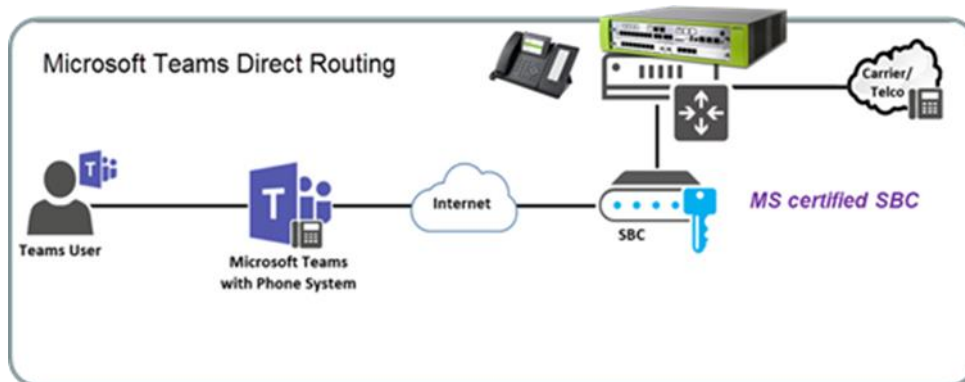 Microsoft Teams Direct Routing
Carrier/
Telco
T
T
Internet
MS certified SBC
Teams User
SBC
Microsoft Teams
with Phone System